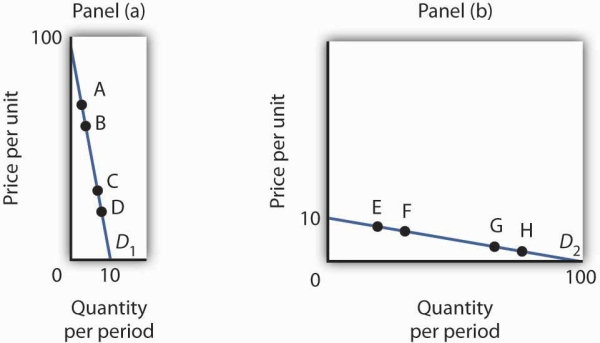 Panel (a)
100
Price per unit
A
B
C
D
D1
0
10
Quantity
per period
Panel (b)
Price per unit
10
E
F
G
H
D2
0
100
Quantity
per period